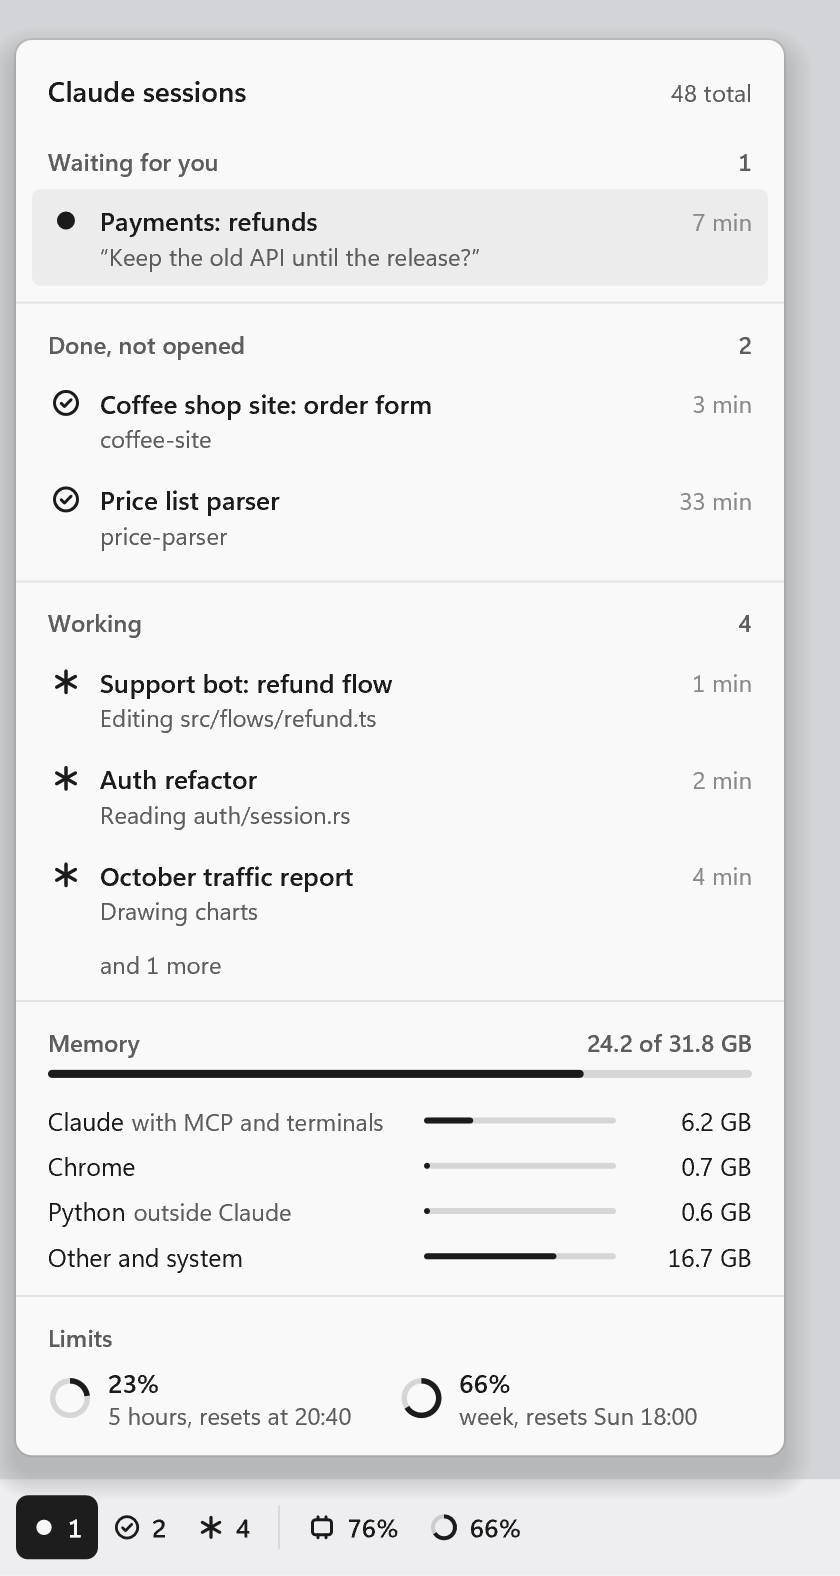 Claude sessions 48 total
Waiting for you 1
Payments: refunds 7 min
“Keep the old API until the release?”
Done, not opened 2
Coffee shop site: order form 3 min
coffee-site
Price list parser 33 min
price-parser
Working 4
Support bot: refund flow 1 min
Editing src/flows/refund.ts
Auth refactor 2 min
Reading auth/session.rs
October traffic report 4 min
Drawing charts
and 1 more
Memory 24.2 of 31.8 GB
Claude with MCP and terminals 6.2 GB
Chrome 0.7 GB
Python outside Claude 0.6 GB
Other and system 16.7 GB
Limits
23% 66%
5 hours, resets at 20:40 week, resets Sun 18:00
1 2 4 76% 66%